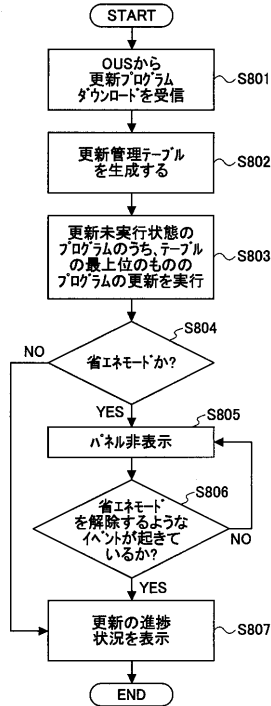 START
OUSから
更新プログラム
ダウンロードを受信
S801
更新管理テーブル
を生成する
S802
更新未実行状態の
プログラムのうち、テーブル
の最上位のものの
プログラムの更新を実行
S803
S804
省エネモードか?
NO
YES
S805
パネル非表示
S806
省エネモード
を解除するような
イベントが起きて
いるか?
NO
YES
更新の進捗
状況を表示
S807
END